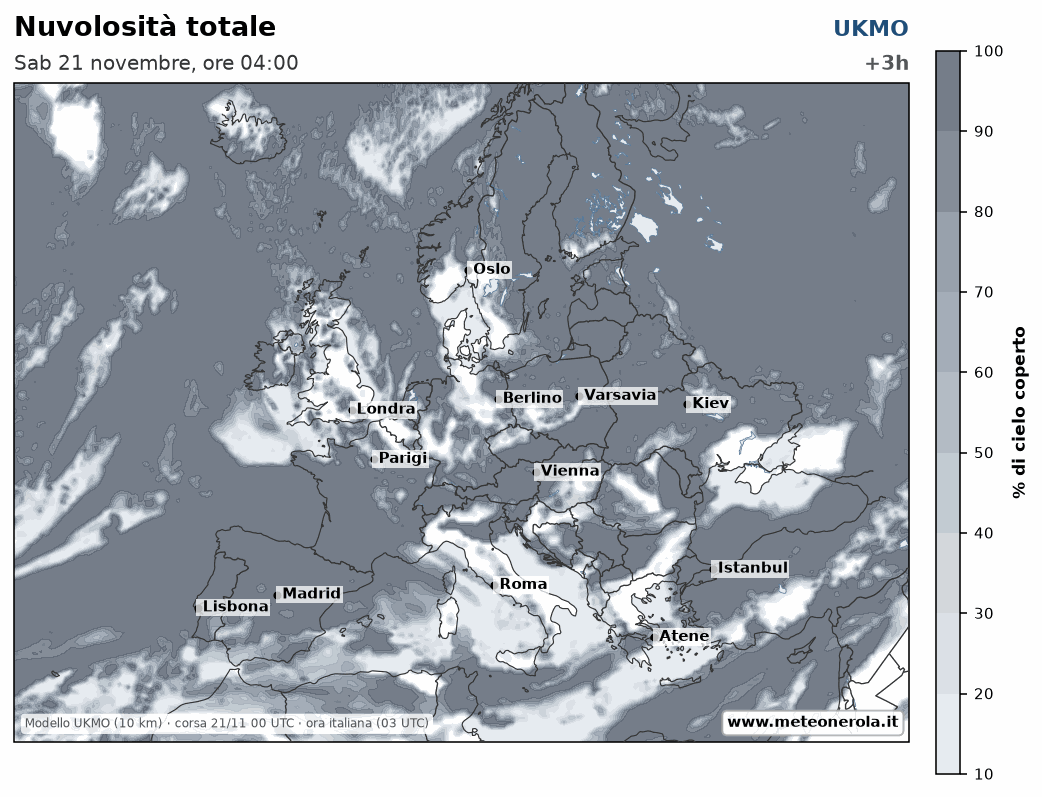 Nuvolosità totale
UKMO
Sab 21 novembre, ore 04:00
+3h
100
90
80
70
60
50
40
30
20
10
% di cielo coperto
Oslo
Berlino
Varsavia
Kiev
Londra
Parigi
Vienna
Istanbul
Roma
Madrid
Lisbona
Atene
Modello UKMO (10 km) · corsa 21/11 00 UTC · ora italiana (03 UTC)
www.meteonerola.it